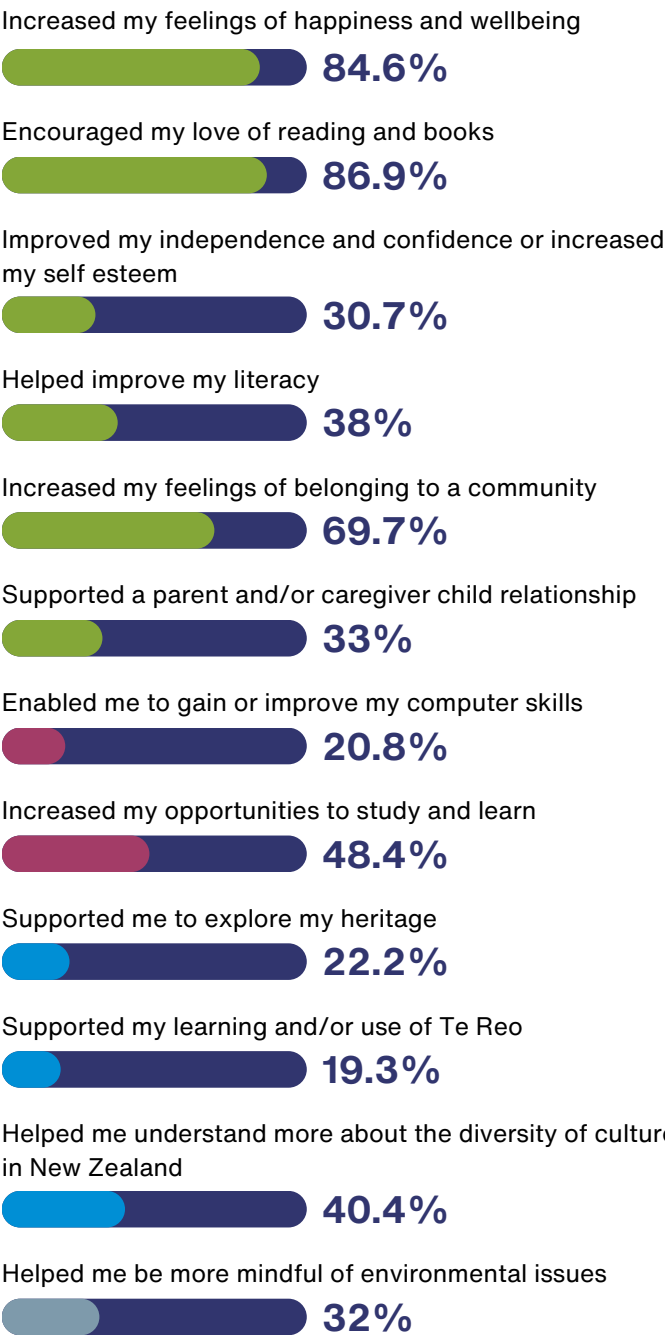 Increased my feelings of happiness and wellbeing
84.6%
Encouraged my love of reading and books
86.9%
Improved my independence and confidence or increased
my self esteem
30.7%
Helped improve my literacy
38%
Increased my feelings of belonging to a community
69.7%
Supported a parent and/or caregiver child relationship
33%
Enabled me to gain or improve my computer skills
20.8%
Increased my opportunities to study and learn
48.4%
Supported me to explore my heritage
22.2%
Supported my learning and/or use of Te Reo
19.3%
Helped me understand more about the diversity of
in New Zealand
40.4%
Helped me be more mindful of environmental issues
32%